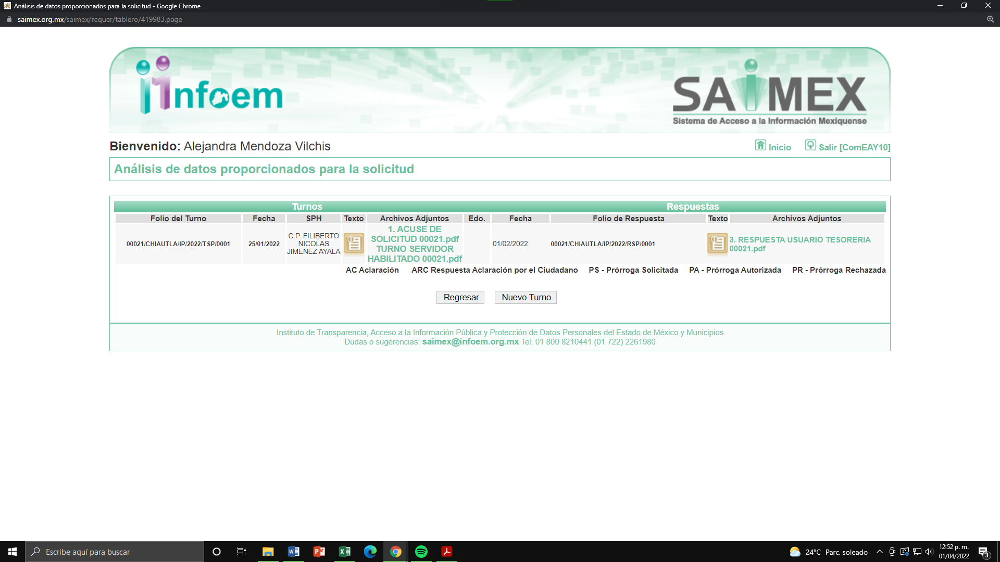 Análisis de datos proporcionados para la solicitud - Google Chrome
saimex.org.mx/saimex/requer/tablero/419983.page
infoem
SAIMEX
Sistema de Acceso a la Información Mexiquense
Bienvenido: Alejandra Mendoza Vilchis
Inicio
Salir [ComEAY10]
Análisis de datos proporcionados para la solicitud
Turnos
Respuestas
Folio del Turno
Fecha
SPH
Texto
Archivos Adjuntos
Edo.
Fecha
Folio de Respuesta
Texto
Archivos Adjuntos
00021/CHIAUTLA/IP/2022/TSP/0001
25/01/2022
C.P. FILIBERTO
NICOLAS
JIMENEZ AYALA
1. ACUSE DE
SOLICITUD 00021.pdf
TURNO SERVIDOR
HABILITADO 00021.pdf
01/02/2022
00021/CHIAUTLA/IP/2022/RSP/0001
3. RESPUESTA USUARIO TESORERIA
00021.pdf
AC Aclaración
ARC Respuesta Aclaración por el Ciudadano
PS - Prórroga Solicitada
PA - Prórroga Autorizada
PR - Prórroga Rechazada
Regresar
Nuevo Turno
Instituto de Transparencia, Acceso a la Información Pública y Protección de Datos Personales del Estado de México y Municipios
Dudas o sugerencias: saimex@infoem.org.mx Tel. 01 800 8210441 (01 722) 2261980
Escribe aquí para buscar
24°C Parc. soleado
12:52 p. m.
01/04/2022
3